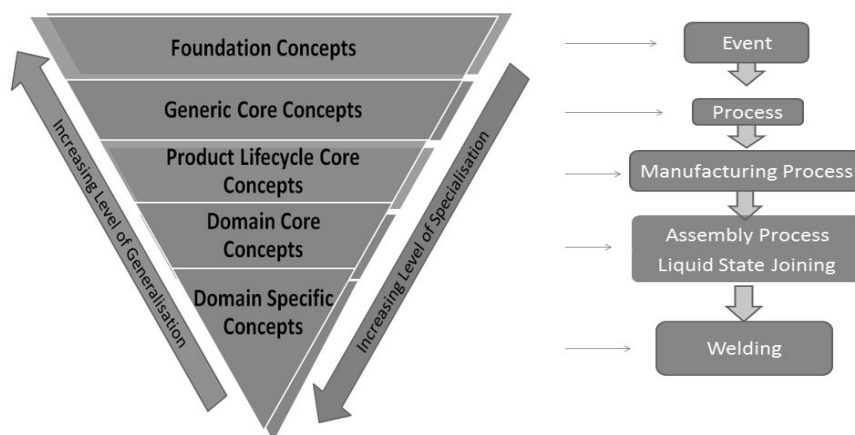 Foundation Concepts
Generic Core Concepts
Product Lifecycle Core
Concepts
Domain Core
Concepts
Domain Specific
Concepts
Increasing Level of Generalisation
Increasing Level of Specialisation
Event
Process
Manufacturing Process
Assembly Process
Liquid State Joining
Welding